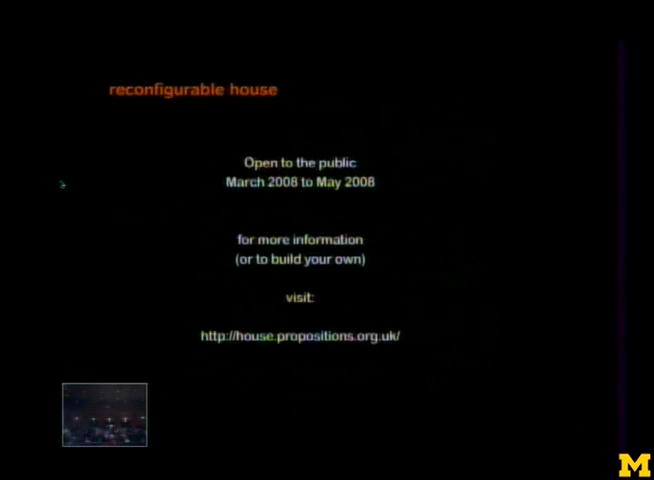 reconfigurable house
Open to the public
March 2008 to May 2008
for more information
(or to build your own)
visit:
http://house.propositions.org.uk/
M